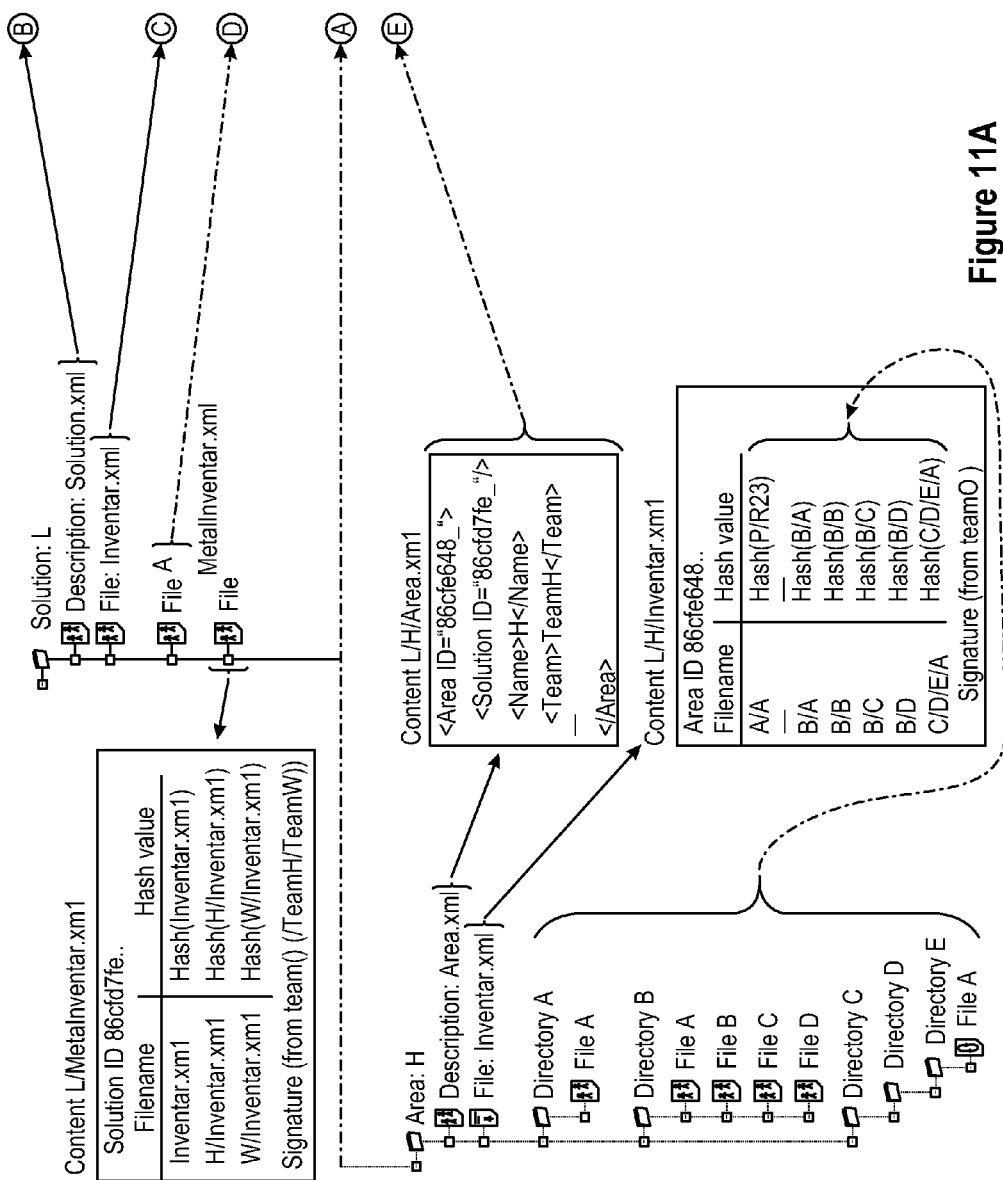 Content L/MetaInventar.xm1
Solution ID 86cfd7fe..
Filename Hash value
Inventar.xm1 Hash(Inventar.xm1)
H/Inventar.xm1 Hash(H/Inventar.xm1)
W/Inventar.xm1 Hash(W/Inventar.xm1)
Signature (from team() (/TeamH/TeamW))
Solution: L
Description: Solution.xml
File: Inventar.xml
File A
MetalInventar.xml
File
B
C
D
A
E
Area: H
Description: Area.xml
File: Inventar.xml
Directory A
File A
Directory B
File A
File B
File C
File D
Directory C
Directory D
Directory E
File A
Content L/H/Area.xm1
<Area ID="86cfe648_“>
<Solution ID="86cfd7fe_“/>
<Name>H</Name>
<Team>TeamH</Team>
_
</Area>
Content L/H/Inventar.xm1
Area ID 86cfe648..
Filename Hash value
A/A Hash(P/R23)
_ _
B/A Hash(B/A)
B/B Hash(B/B)
B/C Hash(B/C)
B/D Hash(B/D)
C/D/E/A Hash(C/D/E/A)
Signature (from teamO )
Figure 11A